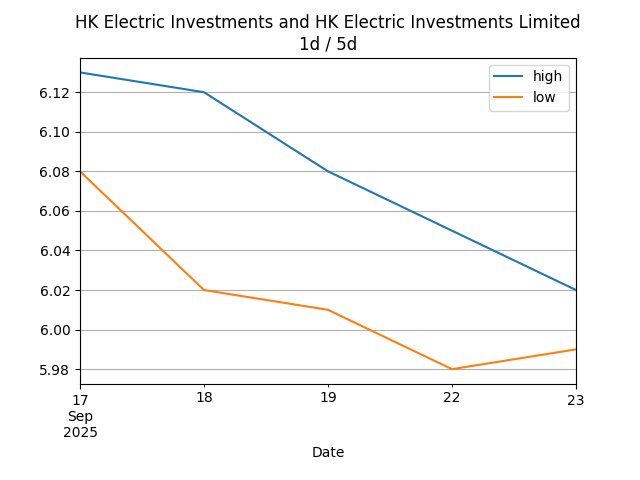 HK Electric Investments and HK Electric Investments Limited
1d / 5d
high
low
6.12
6.10
6.08
6.06
6.04
6.02
6.00
5.98
17
Sep
2025
18
19
22
23
Date